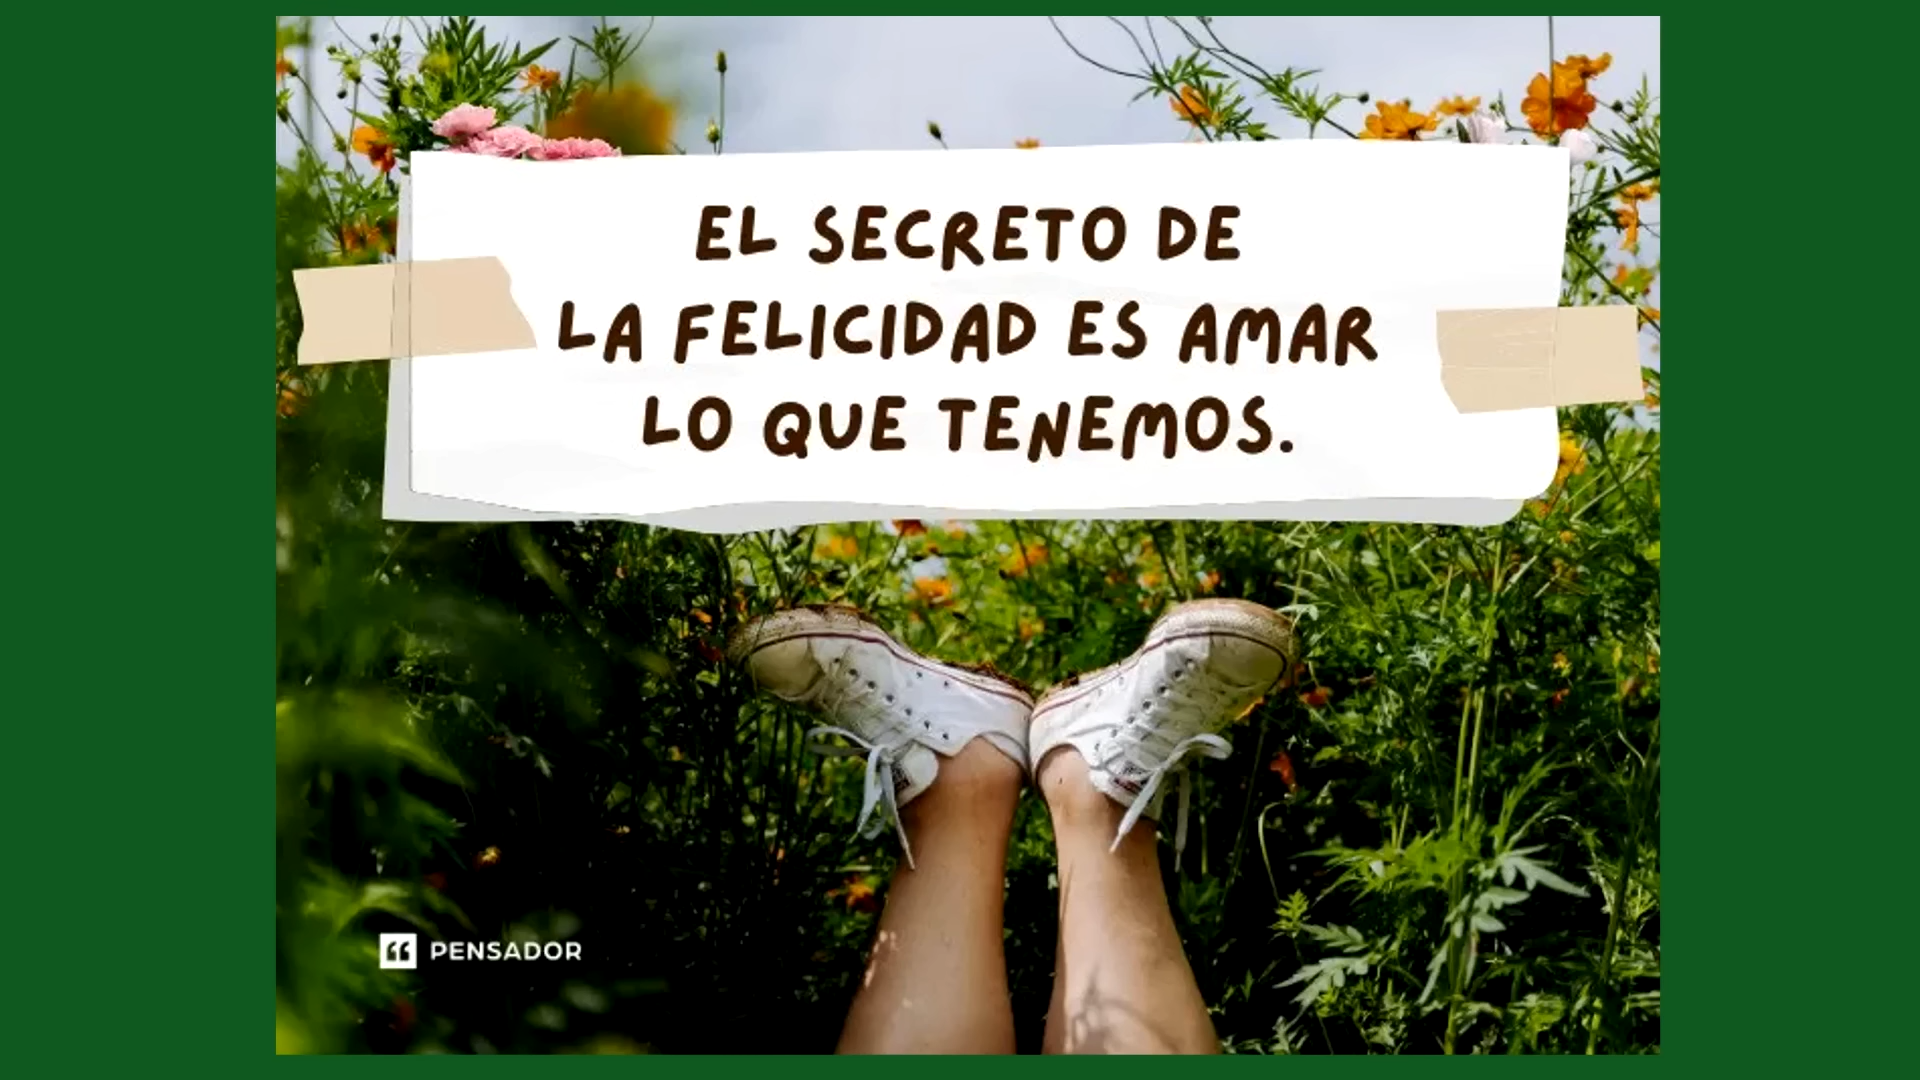 EL SECRETO DE
LA FELICIDAD ES AMAR
LO QUE TENEMOS.
PENSADOR